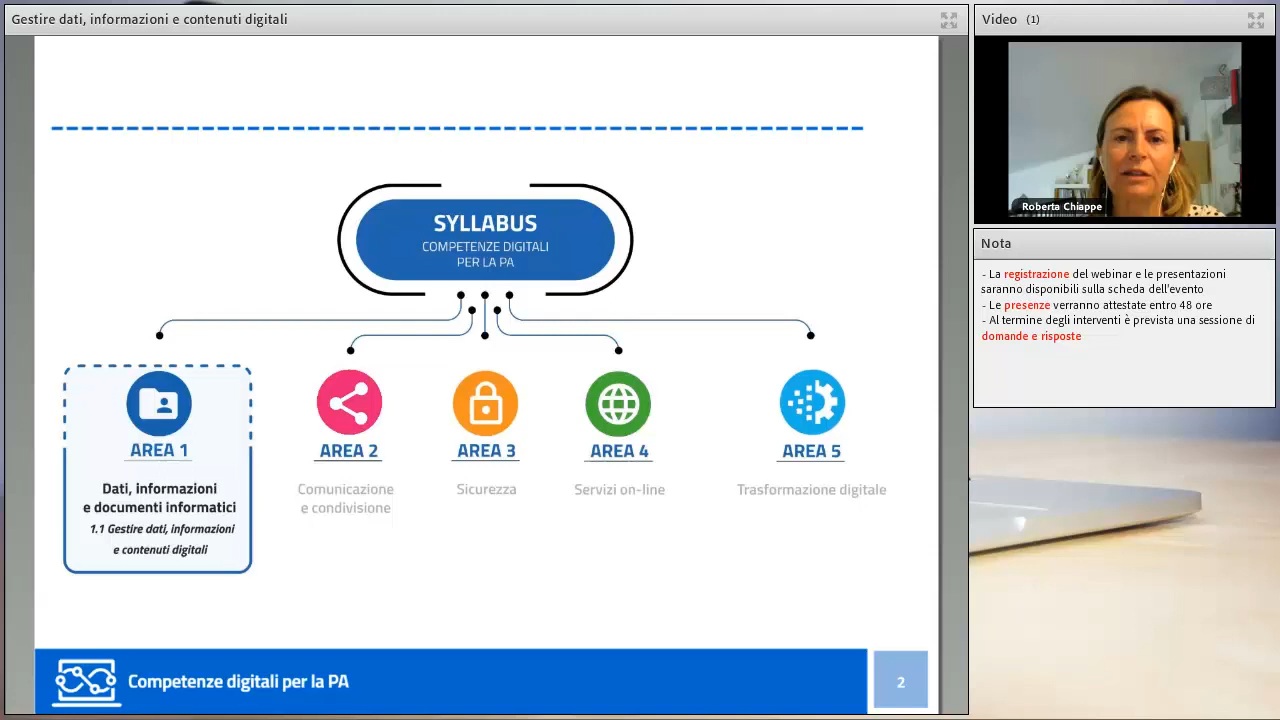 Gestire dati, informazioni e contenuti digitali
SYLLABUS
COMPETENZE DIGITALI
PER LA PA
AREA 1
Dati, informazioni
e documenti informatici
1.1 Gestire dati, informazioni
e contenuti digitali
AREA 2
Comunicazione
e condivisione
AREA 3
Sicurezza
AREA 4
Servizi on-line
AREA 5
Trasformazione digitale
Competenze digitali per la PA
2
Video (1)
Roberta Chiappe
Nota
- La registrazione del webinar e le presentazioni
saranno disponibili sulla scheda dell'evento
- Le presenze verranno attestate entro 48 ore
- Al termine degli interventi è prevista una sessione di
domande e risposte